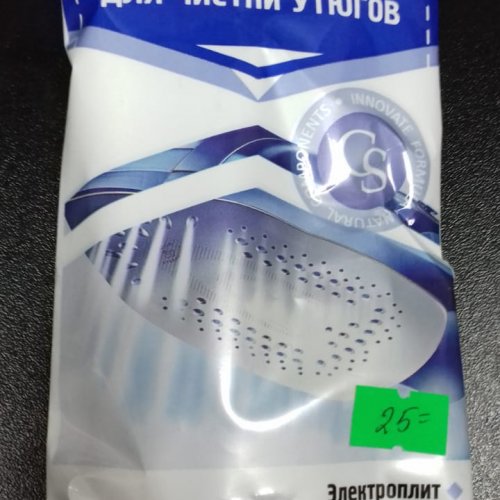 ДЛЯ ЧИСТКИ УТЮГОВ
INNOVATE FORMULA
NATURAL COMPONENTS
CS
25=
Электроплит